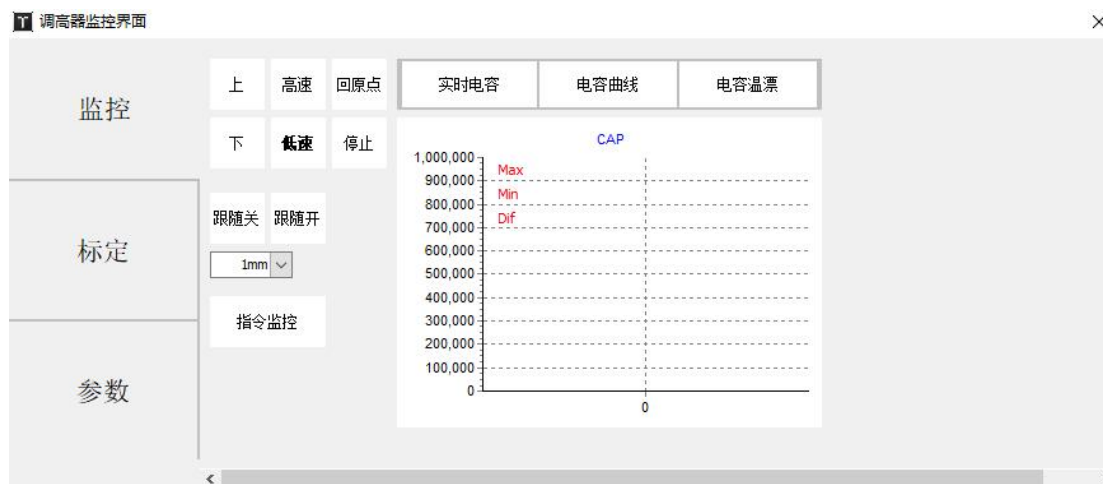 调高器监控界面
监控
标定
参数
上 高速 回原点
下 低速 停止
跟随关 跟随开
1mm
指令监控
实时电容 电容曲线 电容温漂
CAP
Max
Min
Dif
1,000,000
900,000
800,000
700,000
600,000
500,000
400,000
300,000
200,000
100,000
0
0